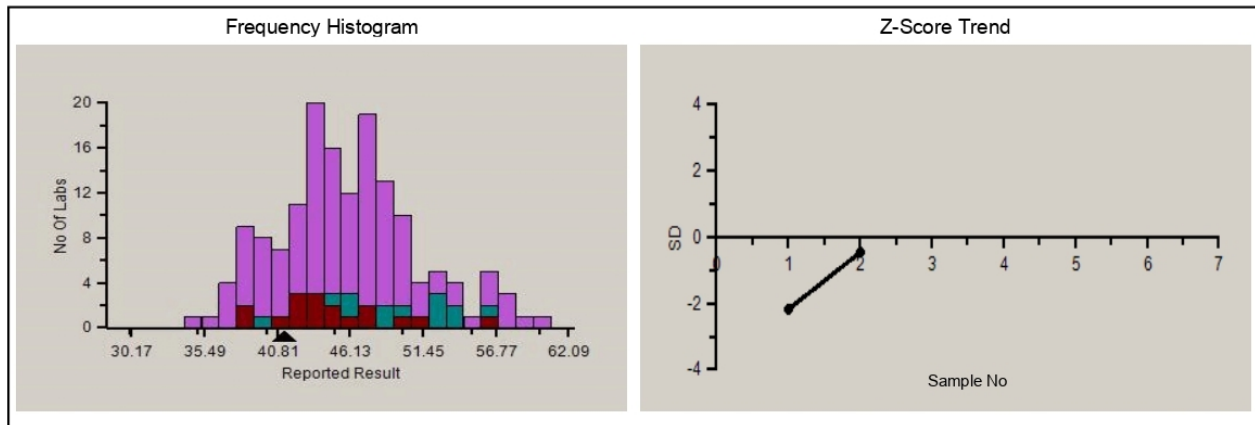 Frequency Histogram
20
16
12
8
4
0
No Of Labs
30.17 35.49 40.81 46.13 51.45 56.77 62.09
Reported Result
Z-Score Trend
4
2
0
-2
-4
SD
0 1 2 3 4 5 6 7
Sample No